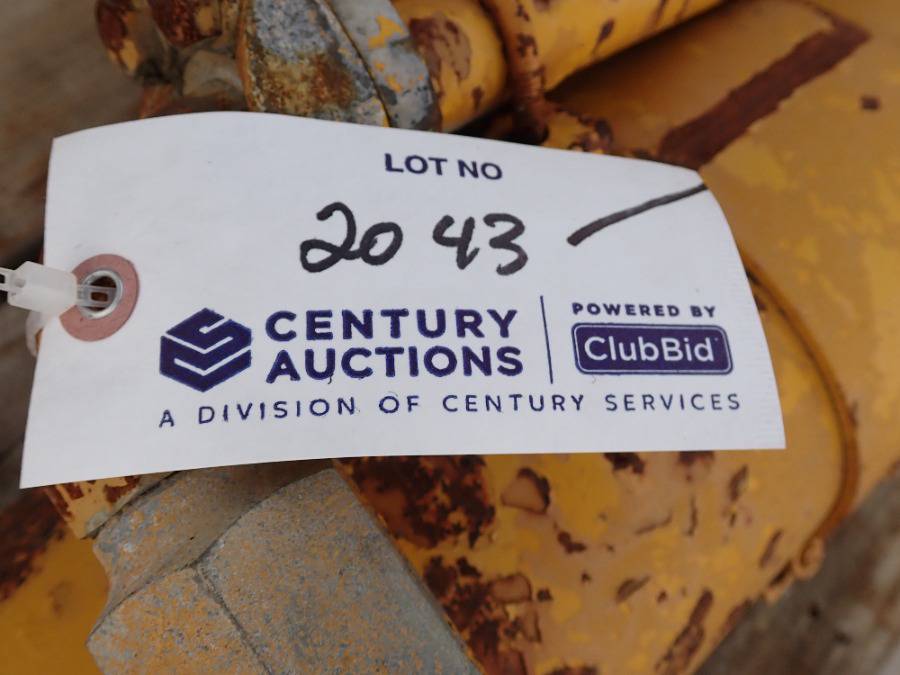 LOT NO
2043 —
CENTURY
AUCTIONS
POWERED BY
ClubBid
A DIVISION OF CENTURY SERVICES